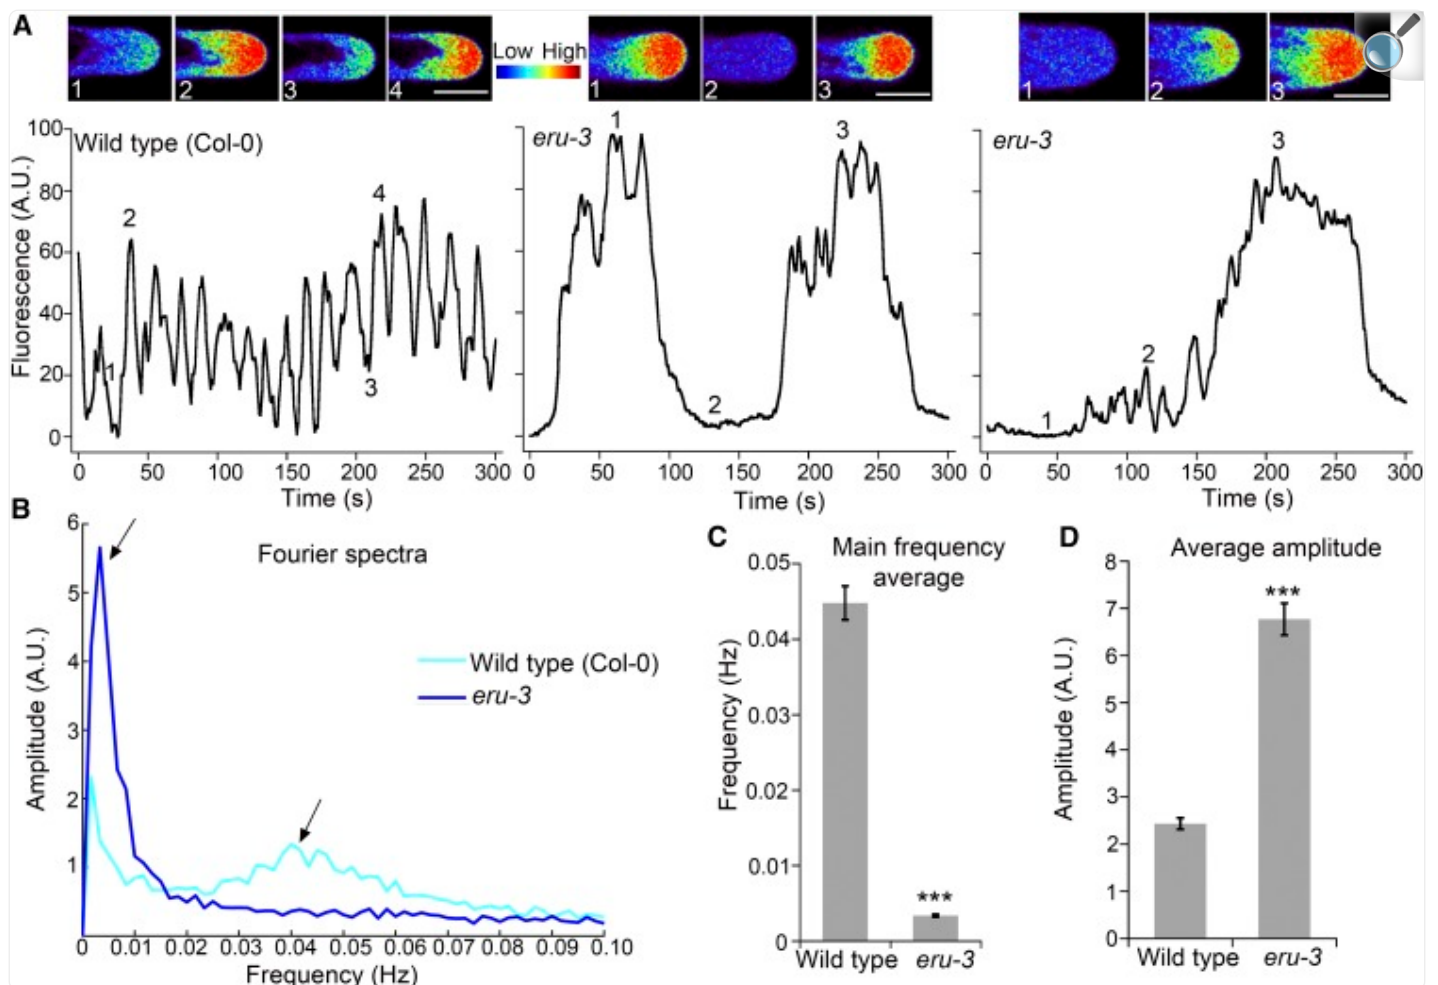 A
1 2 3 4
Low High
1 2 3
1 2 3
Wild type (Col-0)
Fluorescence (A.U.)
100
80
60
40
20
0
1 2 3 4
0 50 100 150 200 250 300
Time (s)
eru-3
1 2 3
0 50 100 150 200 250 300
Time (s)
eru-3
1 2 3
0 50 100 150 200 250 300
Time (s)
B
Fourier spectra
Amplitude (A.U.)
6
5
4
3
2
1
Wild type (Col-0)
eru-3
0 0.01 0.02 0.03 0.04 0.05 0.06 0.07 0.08 0.09 0.10
Frequency (Hz)
C
Main frequency
average
Frequency (Hz)
0.05
0.04
0.03
0.02
0.01
0
***
Wild type eru-3
D
Average amplitude
Amplitude (A.U.)
8
7
6
5
4
3
2
1
0
***
Wild type eru-3